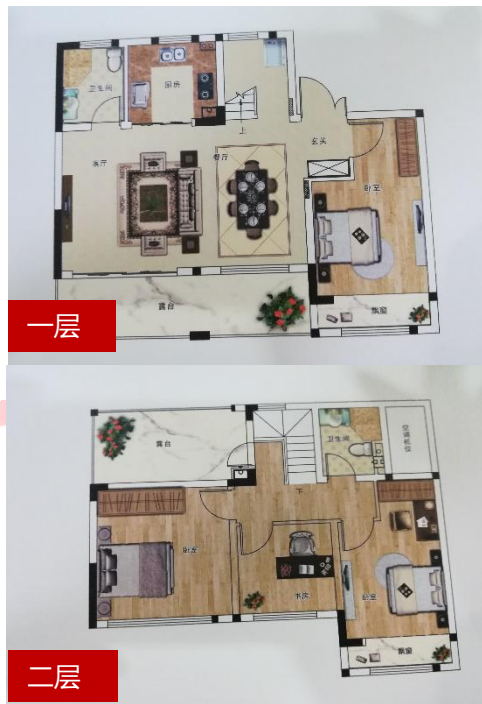 卫生间
厨房
上
玄关
客厅
餐厅
卧室
露台
飘窗
一层
露台
卫生间
空调机位
下
卧室
书房
卧室
飘窗
二层